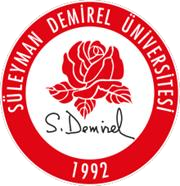 SÜLEYMAN DEMİREL ÜNİVERSİTESİ
S. Demirel
1992